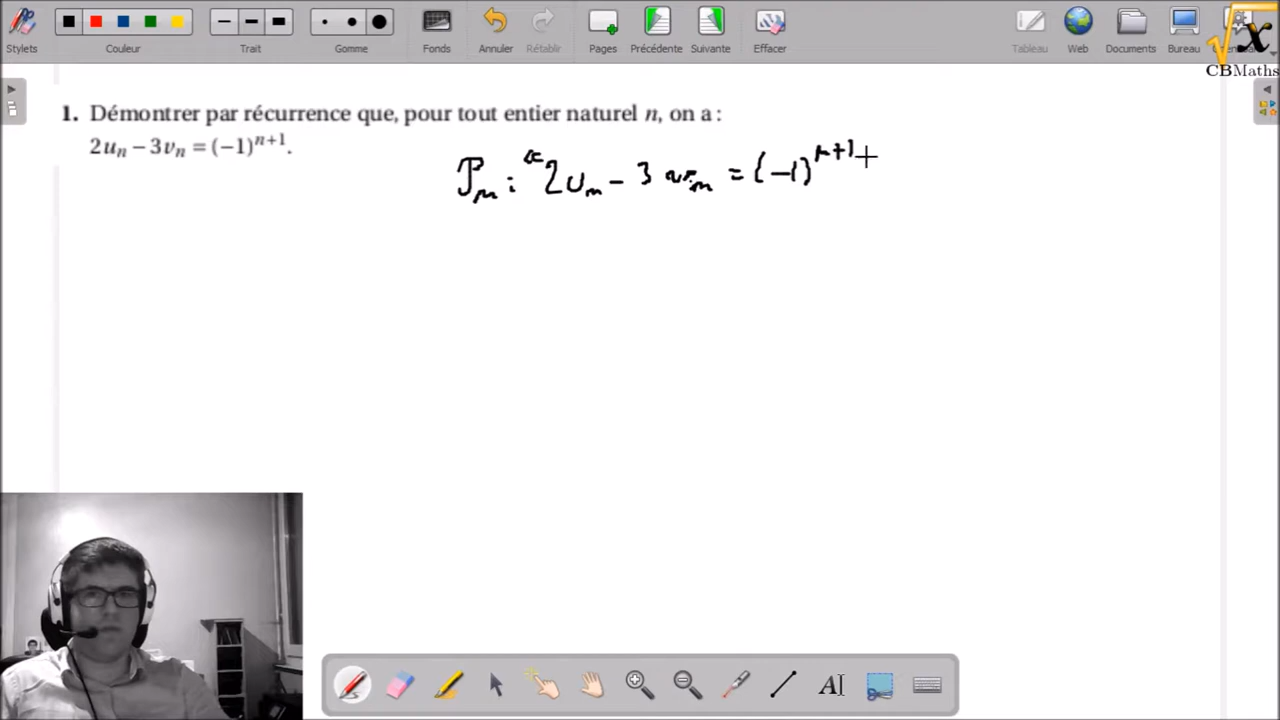 Stylets
Couleur
Trait
Gomme
Fonds
Annuler
Rétablir
Pages
Précédente
Suivante
Effacer
Tableau
Web
Documents
Bureau
CBMaths
1. Démontrer par récurrence que, pour tout entier naturel n, on a :
2uₙ − 3vₙ = (−1)ⁿ⁺¹.
𝒫ₙ : « 2uₙ − 3vₙ = (−1)ⁿ⁺¹
AI